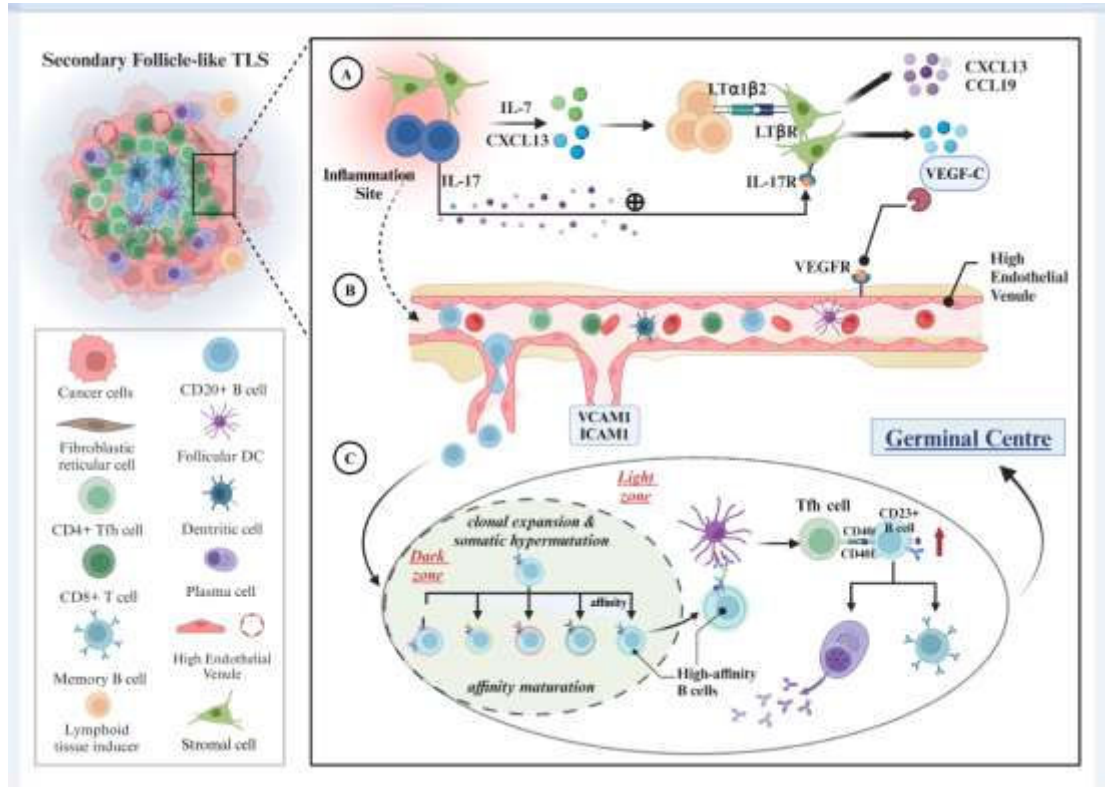 Secondary Follicle-like TLS
A
IL-7
CXCL13
Inflammation
Site
IL-17
LTα1β2
LTβR
IL-17R
CXCL13
CCL19
VEGF-C
VEGFR
High
Endothelial
Venule
B
VCAM1
ICAM1
Germinal Centre
C
Light
zone
clonal expansion &
somatic hypermutation
Dark
zone
affinity
affinity maturation
High-affinity
B cells
Tfh cell
CD23+
B cell
Cancer cells
CD20+ B cell
Fibroblastic
reticular cell
Follicular DC
CD4+ Tfh cell
Dentritic cell
CD8+ T cell
Plasma cell
Memory B cell
High Endothelial
Venule
Lymphoid
tissue inducer
Stromal cell